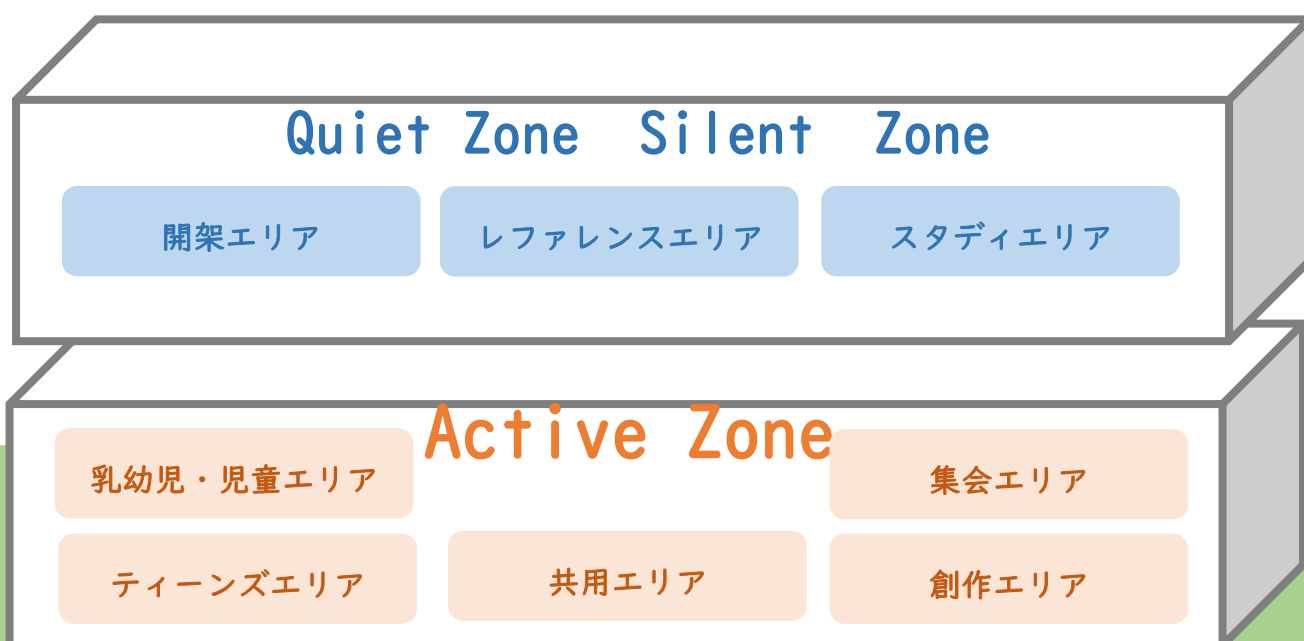 Quiet Zone Silent Zone
開架エリア
レファレンスエリア
スタディエリア
Active Zone
乳幼児・児童エリア
集会エリア
ティーンズエリア
共用エリア
創作エリア